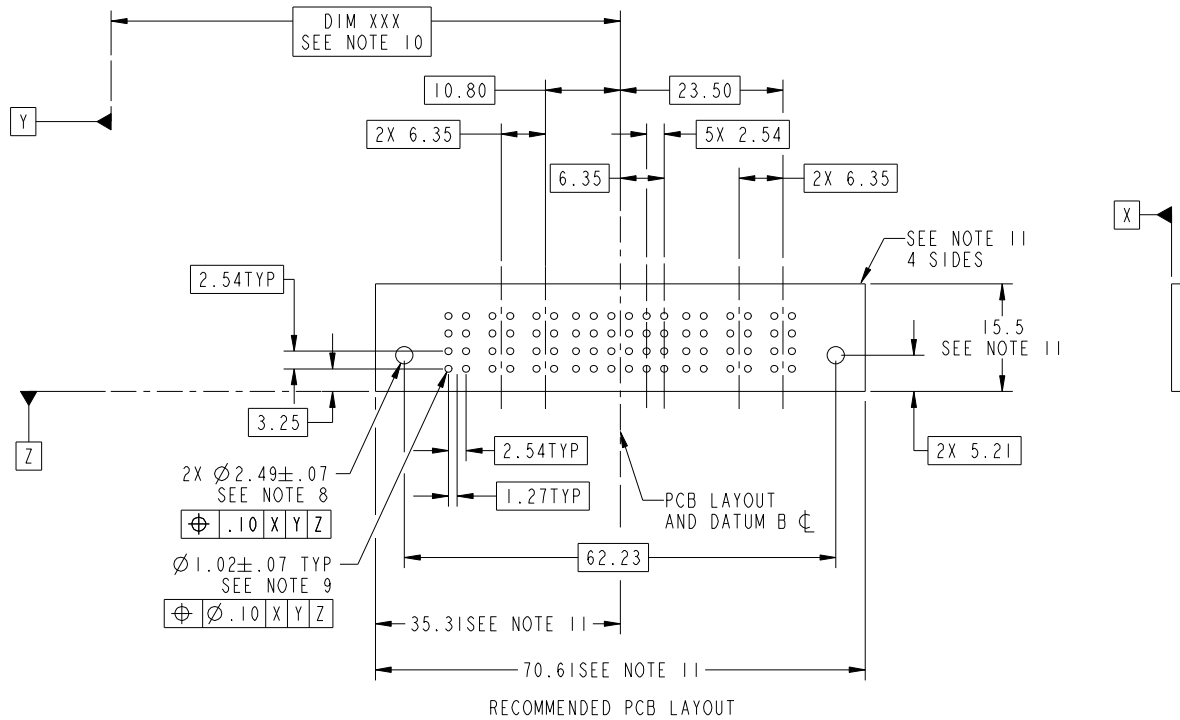 DIM XXX
SEE NOTE 10
10.80
23.50
Y
2X 6.35
5X 2.54
6.35
2X 6.35
X
SEE NOTE 11
4 SIDES
2.54TYP
15.5
SEE NOTE 11
3.25
Z
2.54TYP
2X 5.21
2X Ø2.49±.07
SEE NOTE 8
1.27TYP
PCB LAYOUT
AND DATUM B ℄
⌖ .10 X Y Z
62.23
Ø1.02±.07 TYP
SEE NOTE 9
⌖ Ø.10 X Y Z
35.31SEE NOTE 11
70.61SEE NOTE 11
RECOMMENDED PCB LAYOUT